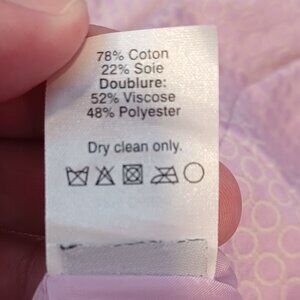 78% Coton
22% Soie
Doublure:
52% Viscose
48% Polyester
Dry clean only.